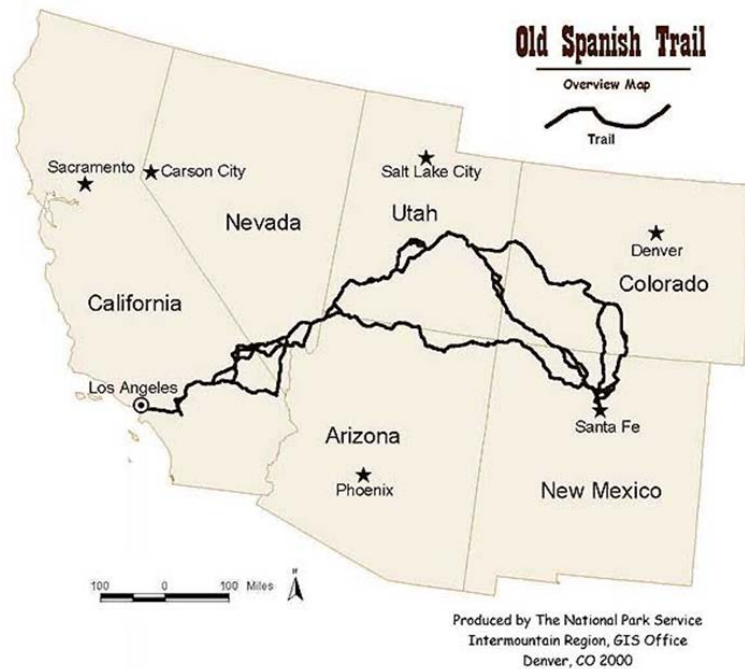 Old Spanish Trail
Overview Map
Trail
Sacramento
Carson City
Salt Lake City
Nevada
Utah
Denver
Colorado
California
Los Angeles
Santa Fe
Arizona
Phoenix
New Mexico
N
100 0 100 Miles
Produced by The National Park Service
Intermountain Region, GIS Office
Denver, CO 2000